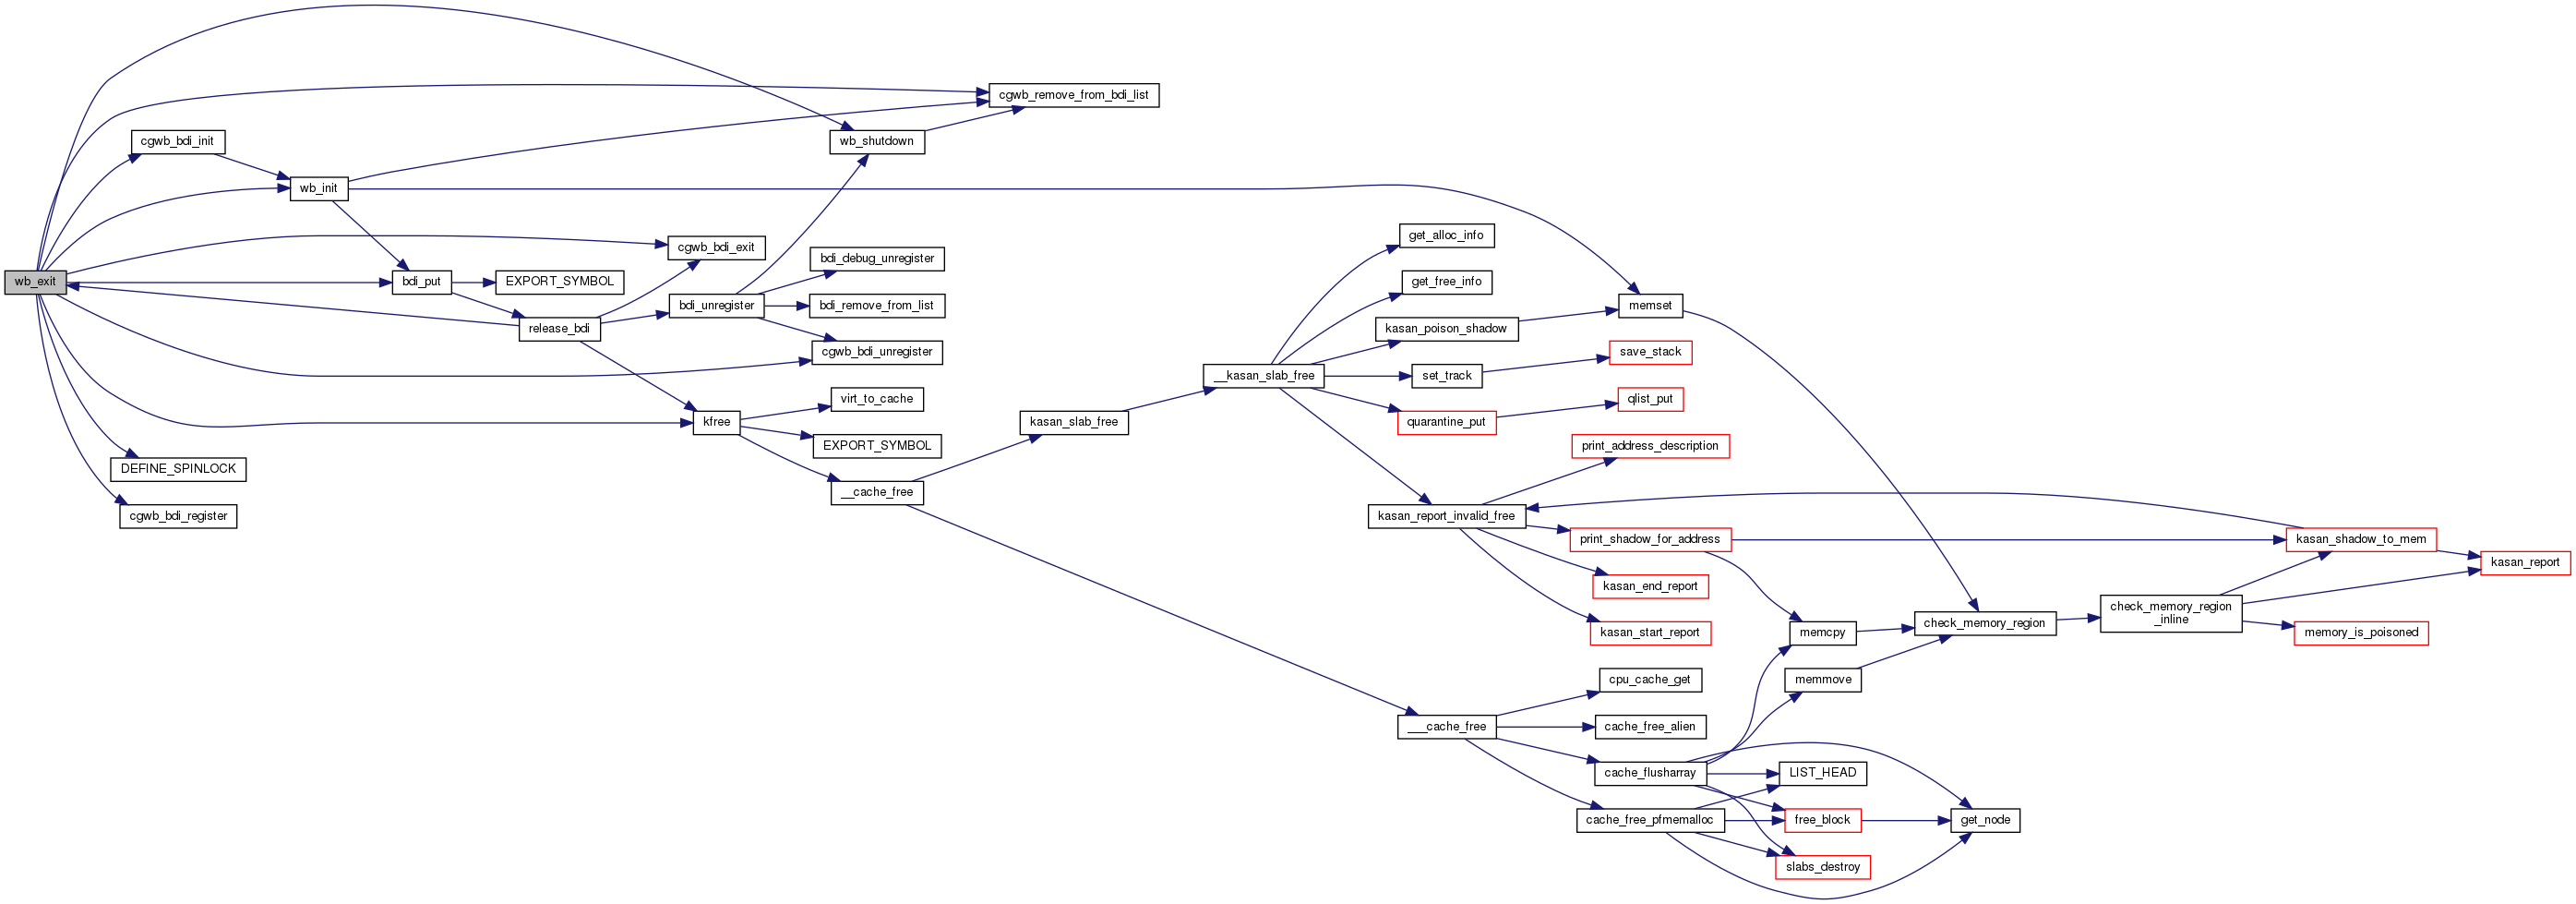 wb_exit
cgwb_bdi_init
wb_init
cgwb_remove_from_bdi_list
wb_shutdown
cgwb_bdi_exit
bdi_put
EXPORT_SYMBOL
release_bdi
bdi_unregister
bdi_debug_unregister
bdi_remove_from_list
cgwb_bdi_unregister
kfree
virt_to_cache
EXPORT_SYMBOL
__cache_free
DEFINE_SPINLOCK
cgwb_bdi_register
kasan_slab_free
__kasan_slab_free
get_alloc_info
get_free_info
kasan_poison_shadow
memset
set_track
save_stack
quarantine_put
qlist_put
print_address_description
kasan_report_invalid_free
print_shadow_for_address
kasan_end_report
kasan_start_report
kasan_shadow_to_mem
kasan_report
check_memory_region
_inline
memory_is_poisoned
check_memory_region
memcpy
memmove
cpu_cache_get
___cache_free
cache_free_alien
cache_flusharray
LIST_HEAD
cache_free_pfmemalloc
free_block
get_node
slabs_destroy